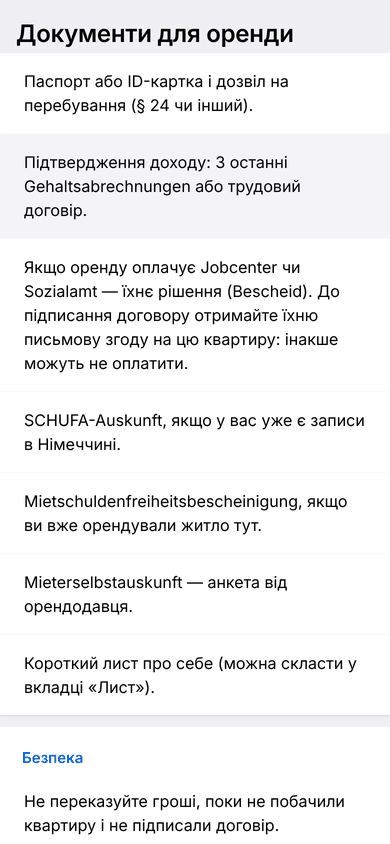 Документи для оренди
Паспорт або ID-картка і дозвіл на
перебування (§ 24 чи інший).
Підтвердження доходу: 3 останні
Gehaltsabrechnungen або трудовий
договір.
Якщо оренду оплачує Jobcenter чи
Sozialamt — їхнє рішення (Bescheid). До
підписання договору отримайте їхню
письмову згоду на цю квартиру: інакше
можуть не оплатити.
SCHUFA-Auskunft, якщо у вас уже є записи
в Німеччині.
Mietschuldenfreiheitsbescheinigung, якщо
ви вже орендували житло тут.
Mieterselbstauskunft — анкета від
орендодавця.
Короткий лист про себе (можна скласти у
вкладці «Лист»).
Безпека
Не переказуйте гроші, поки не побачили
квартиру і не підписали договір.